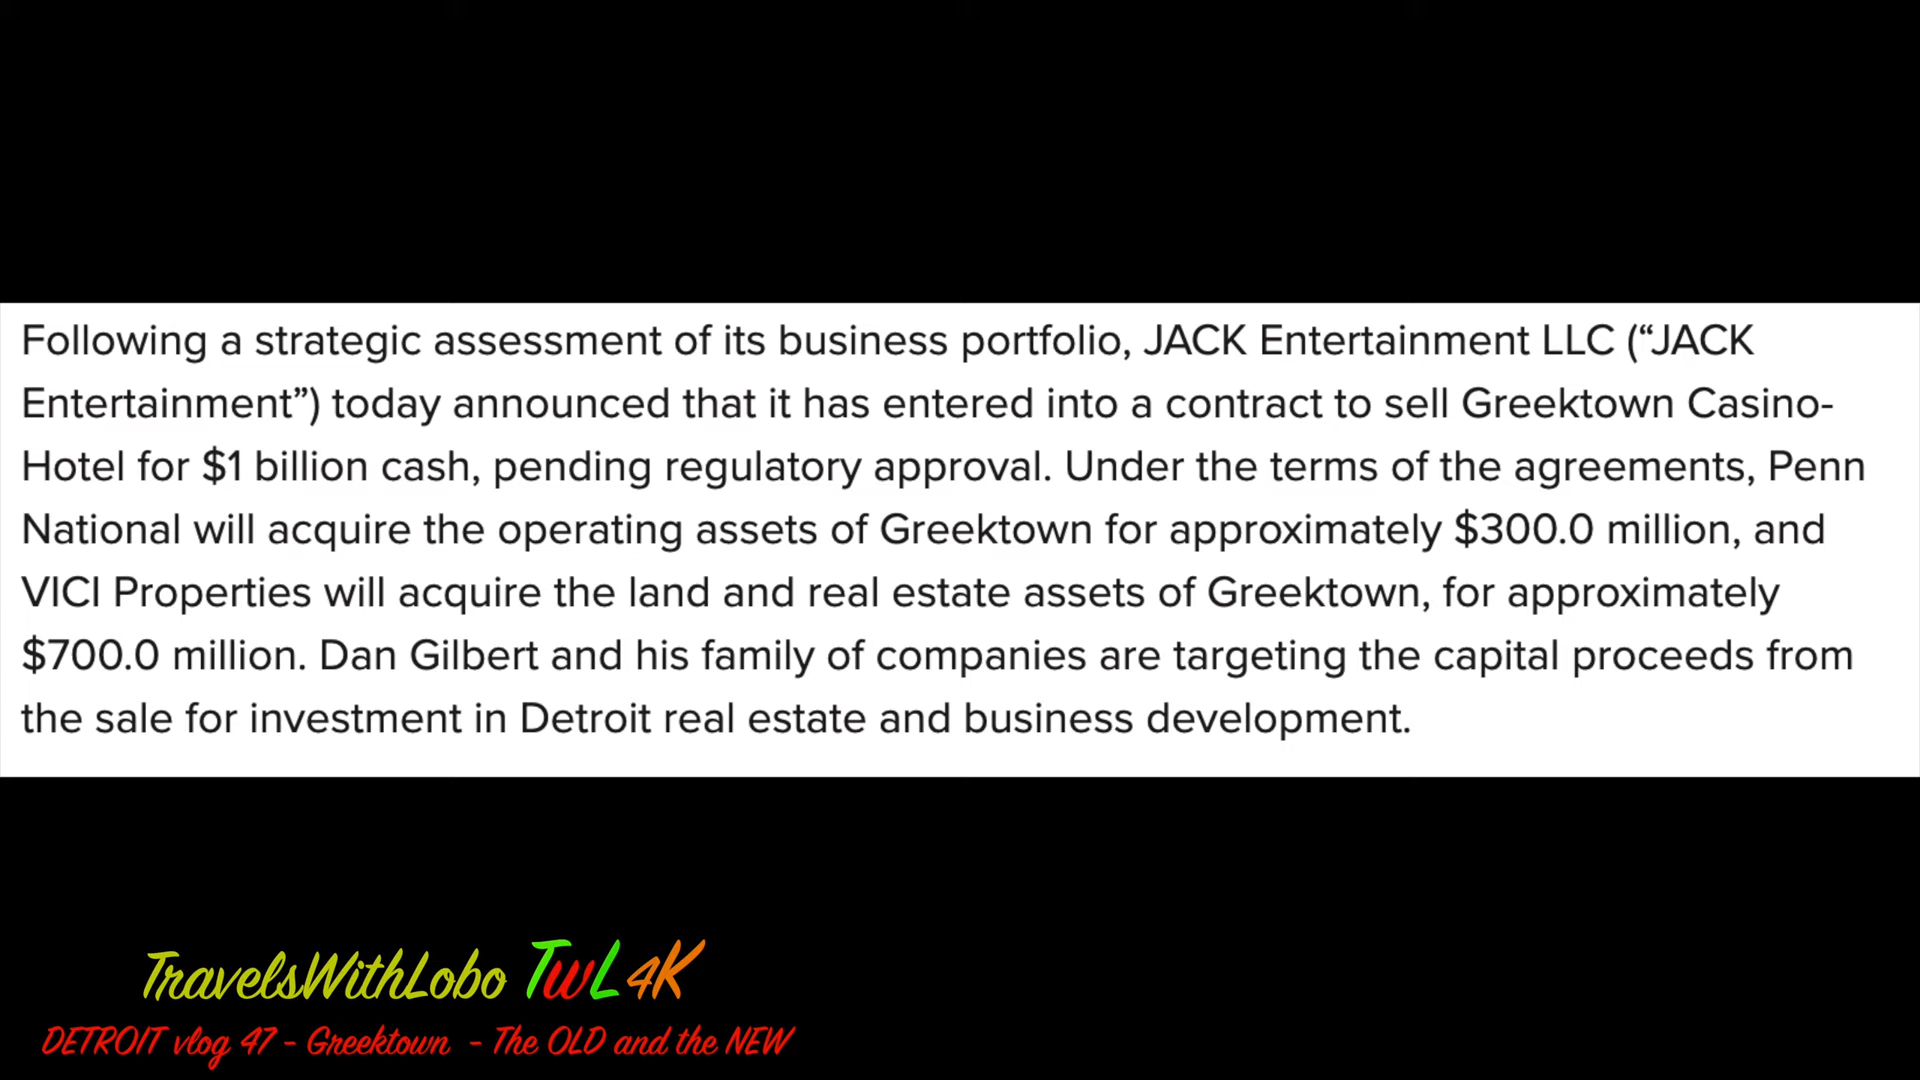 Following a strategic assessment of its business portfolio, JACK Entertainment LLC (“JACK
Entertainment”) today announced that it has entered into a contract to sell Greektown Casino-
Hotel for $1 billion cash, pending regulatory approval. Under the terms of the agreements, Penn
National will acquire the operating assets of Greektown for approximately $300.0 million, and
VICI Properties will acquire the land and real estate assets of Greektown, for approximately
$700.0 million. Dan Gilbert and his family of companies are targeting the capital proceeds from
the sale for investment in Detroit real estate and business development.
TravelsWithLobo TwL 4K
DETROIT vlog 47 - Greektown - The OLD and the NEW